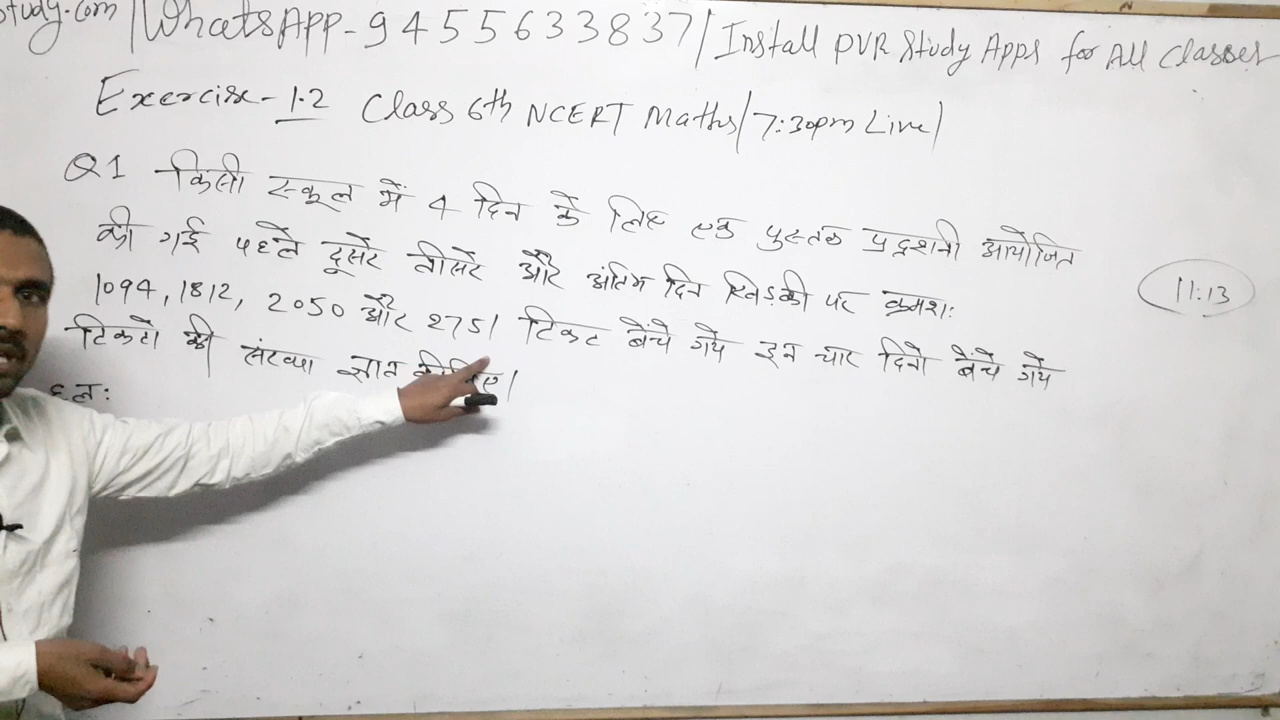 study.com | WhatsApp - 9455633837 | Install PVR Study Apps for All Classes
Exercise - 1.2 Class 6th NCERT Maths | 7:30pm Live |
Q1 किसी स्कूल में 4 दिन के लिए एक पुस्तक प्रदशनी आयोजित
की गई पहले दूसरे तीसरे और अंतिम दिन खिड़की पर क्रमशः
11:13
1094, 1812, 2050 और 2751 टिकट बेंचे गये इन चार दिनो बेंचे गये
टिकटो की संख्या ज्ञात कीजिए।
हल: